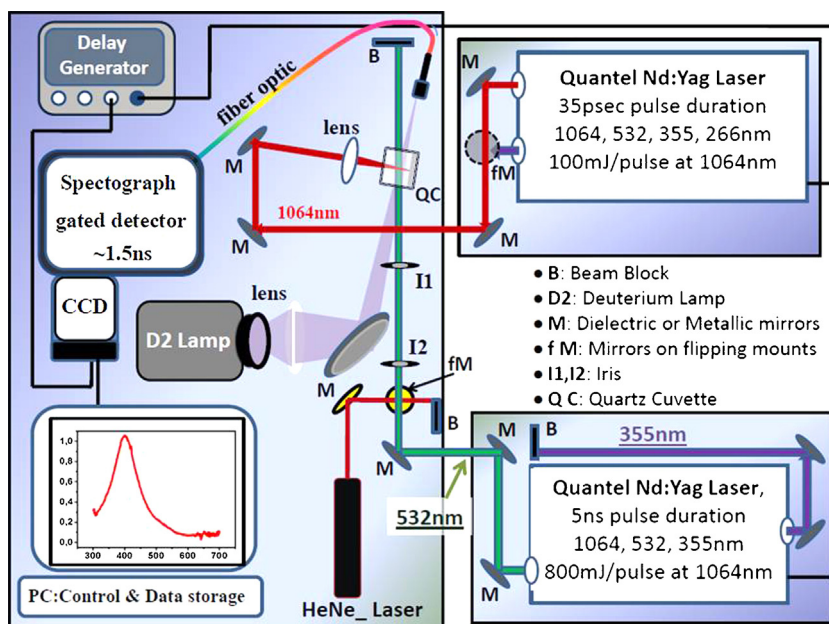 Delay
Generator
B
fiber optic
lens
M
QC
Spectograph
gated detector
~1.5ns
M
1064nm
M
Quantel Nd:Yag Laser
35psec pulse duration
1064, 532, 355, 266nm
100mJ/pulse at 1064nm
fM
M
I1
CCD
lens
D2 Lamp
I2
fM
M
B
M
B: Beam Block
D2: Deuterium Lamp
M: Dielectric or Metallic mirrors
f M: Mirrors on flipping mounts
I1,I2: Iris
Q C: Quartz Cuvette
1,0
0,8
0,6
0,4
0,2
0,0
300 400 500 600 700
PC:Control & Data storage
HeNe_ Laser
532nm
M
B
355nm
M
Quantel Nd:Yag Laser,
5ns pulse duration
1064, 532, 355nm
800mJ/pulse at 1064nm
M
M